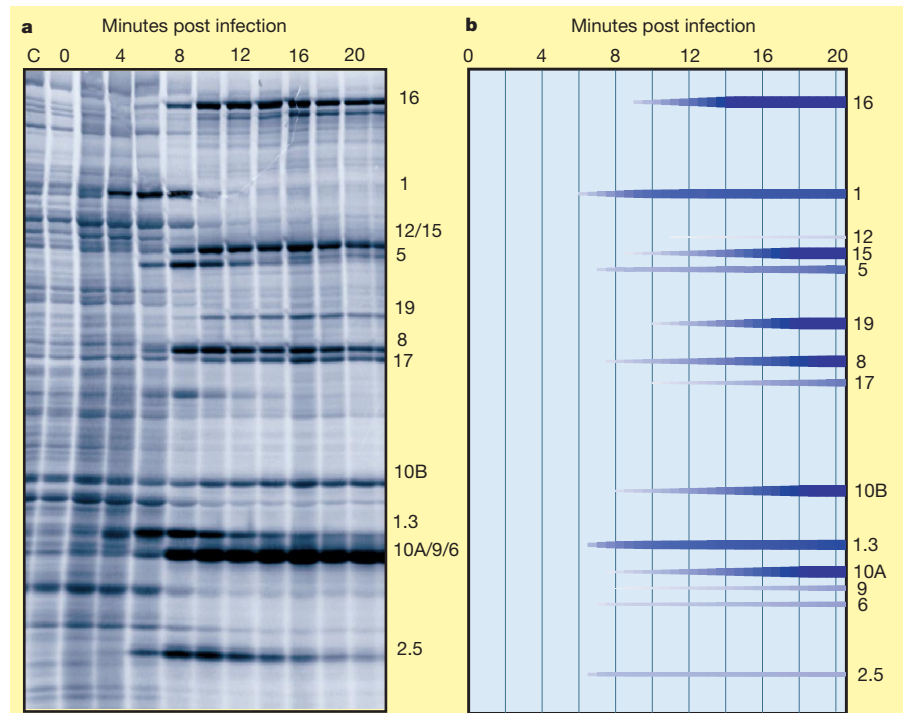 a Minutes post infection
C 0 4 8 12 16 20
16
1
12/15
5
19
8
17
10B
1.3
10A/9/6
2.5
b Minutes post infection
0 4 8 12 16 20
16
1
12
15
5
19
8
17
10B
1.3
10A
9
6
2.5